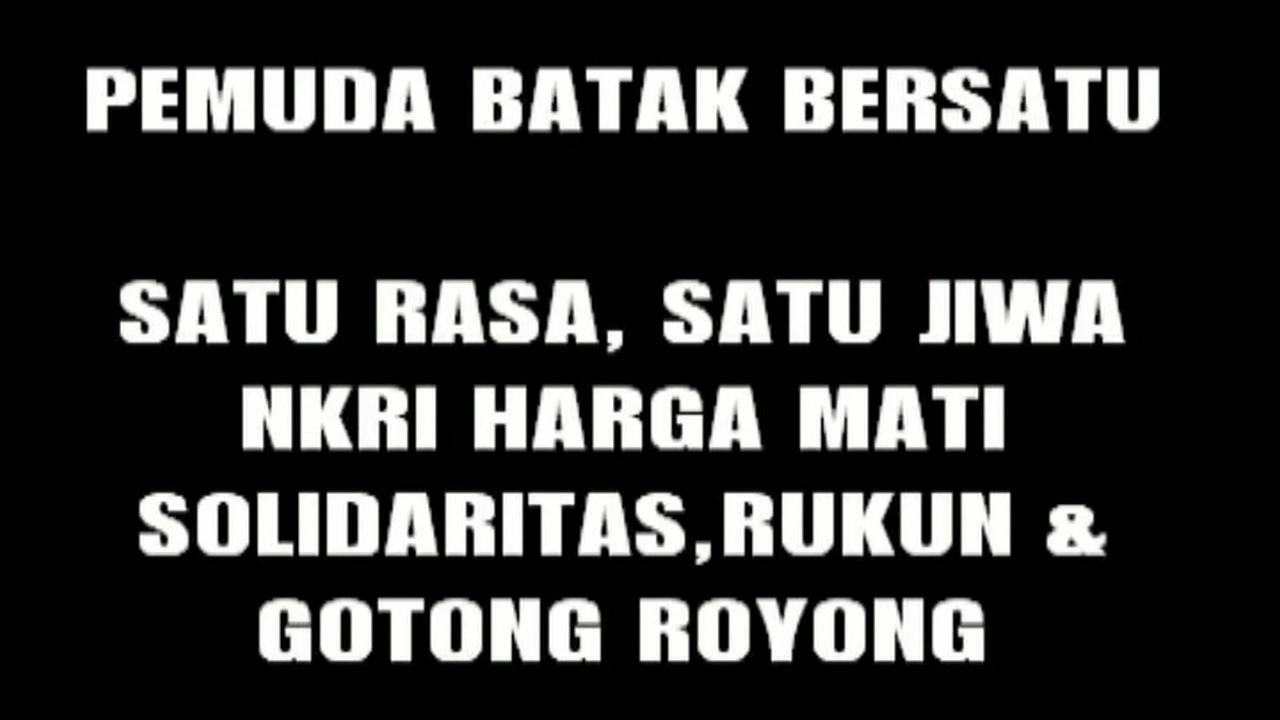 PEMUDA BATAK BERSATU
SATU RASA, SATU JIWA
NKRI HARGA MATI
SOLIDARITAS,RUKUN &
GOTONG ROYONG